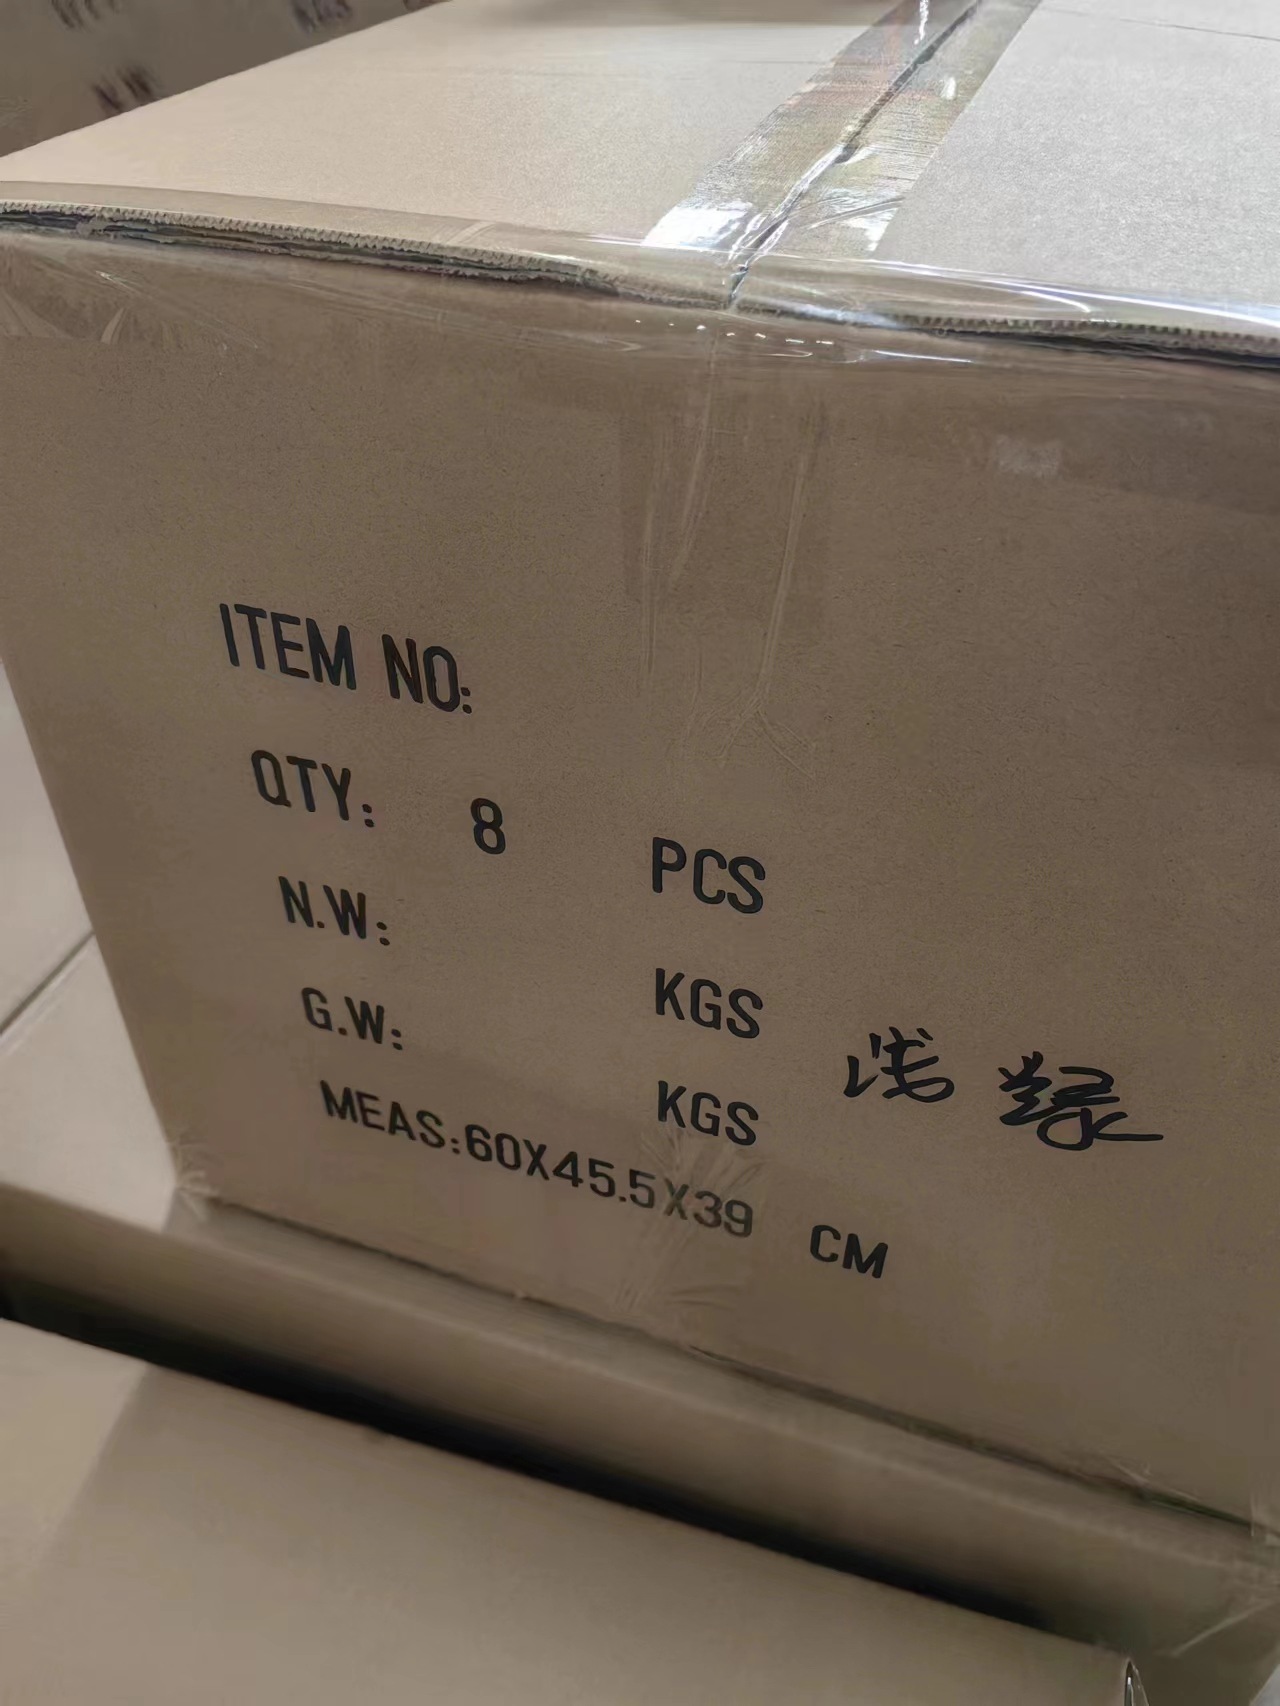 ITEM NO:
QTY: 8 PCS
N.W: KGS
G.W: KGS
浅绿
MEAS:60X45.5X39 CM